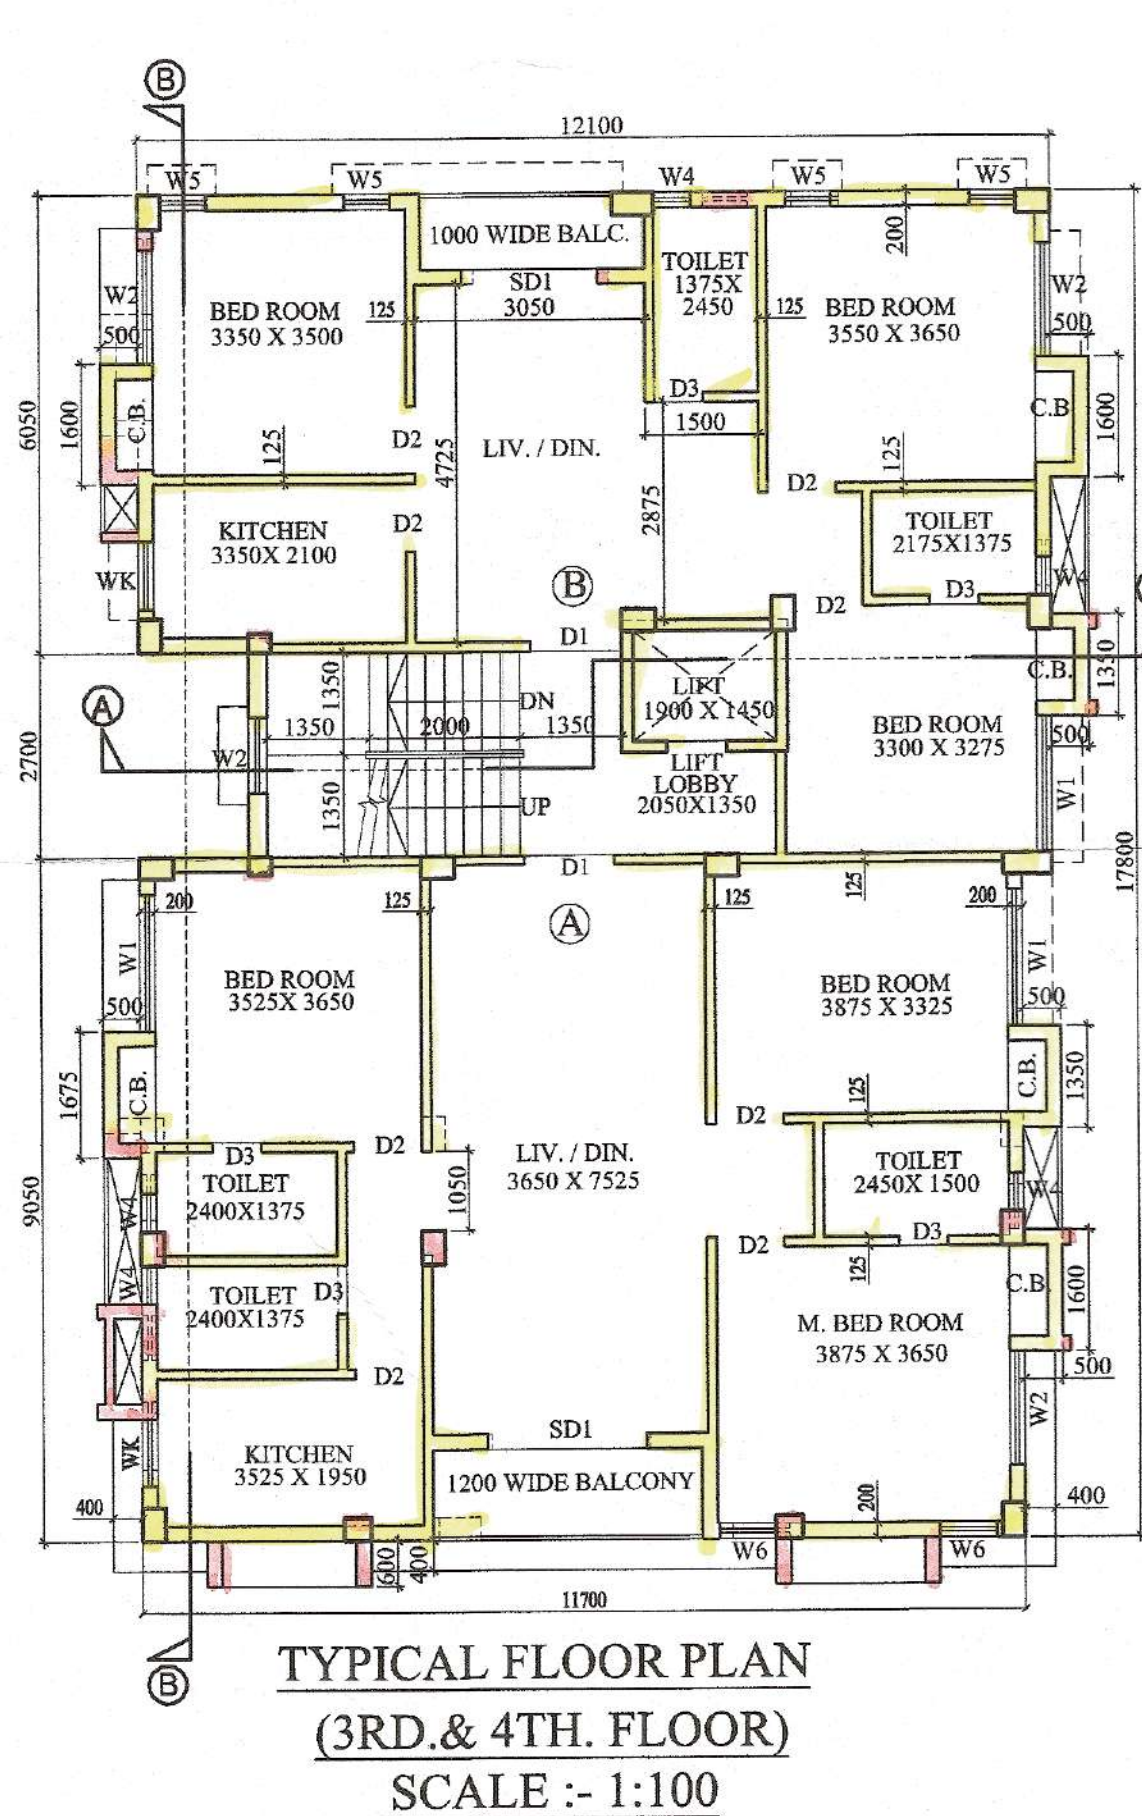 B
12100
W5
W5
W4
W5
W5
1000 WIDE BALC.
200
TOILET
1375X
2450
SD1
3050
W2
BED ROOM
3350 X 3500
125
125
BED ROOM
3550 X 3650
W2
500
500
6050
1600
C.B.
D3
1500
C.B
1600
125
D2
4725
LIV. / DIN.
125
D2
2875
KITCHEN
3350X 2100
D2
TOILET
2175X1375
WK
B
D2
D3
W4
D1
C.B.
1350
A
1350
DN
LIFT
1900 X 1450
2700
1350
2000
1350
BED ROOM
3300 X 3275
500
W2
LIFT
LOBBY
2050X1350
1350
UP
W1
17800
D1
125
200
125
A
125
200
W1
BED ROOM
3525X 3650
BED ROOM
3875 X 3325
W1
500
500
1675
C.B.
C.B.
1350
125
D2
D2
D3
TOILET
2400X1375
LIV. / DIN.
3650 X 7525
TOILET
2450X 1500
1050
W4
W4
9050
D2
D3
W4
125
TOILET
2400X1375
D3
C.B
1600
M. BED ROOM
3875 X 3650
D2
500
W2
SD1
WK
KITCHEN
3525 X 1950
1200 WIDE BALCONY
400
200
400
600
400
W6
W6
11700
B
TYPICAL FLOOR PLAN
(3RD.& 4TH. FLOOR)
SCALE :- 1:100